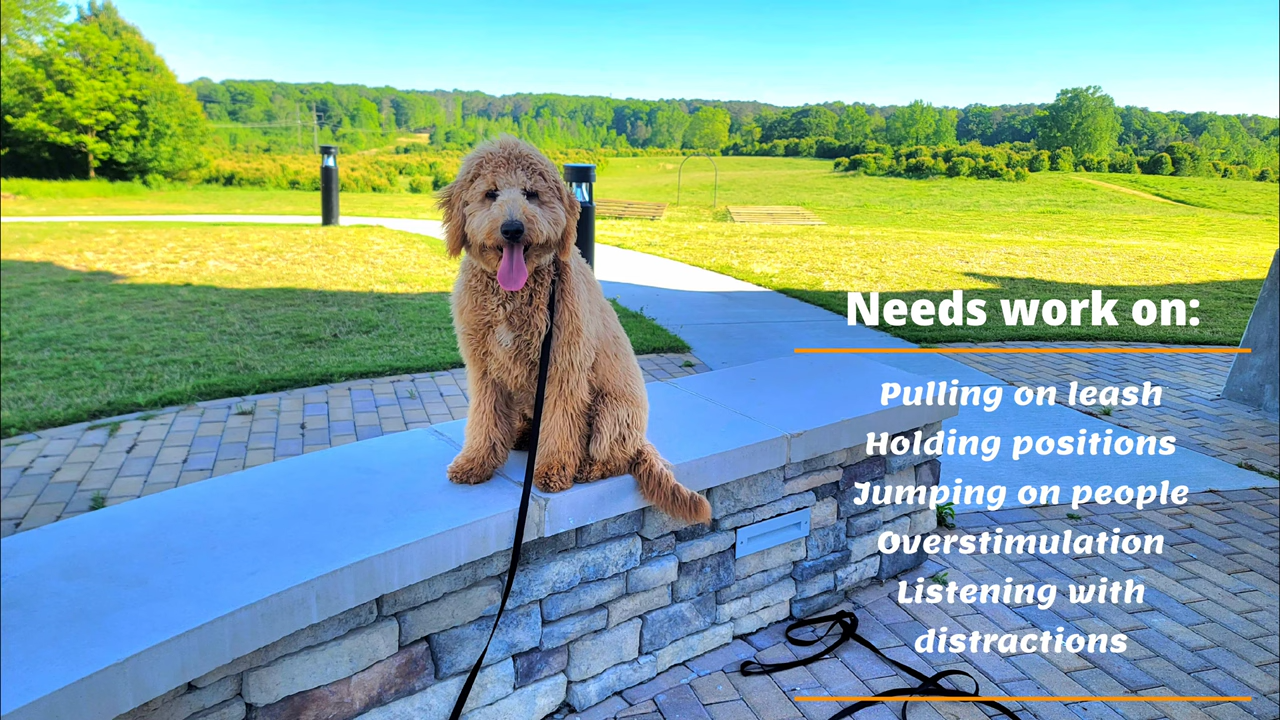 Needs work on:
Pulling on leash
Holding positions
Jumping on people
Overstimulation
Listening with
distractions